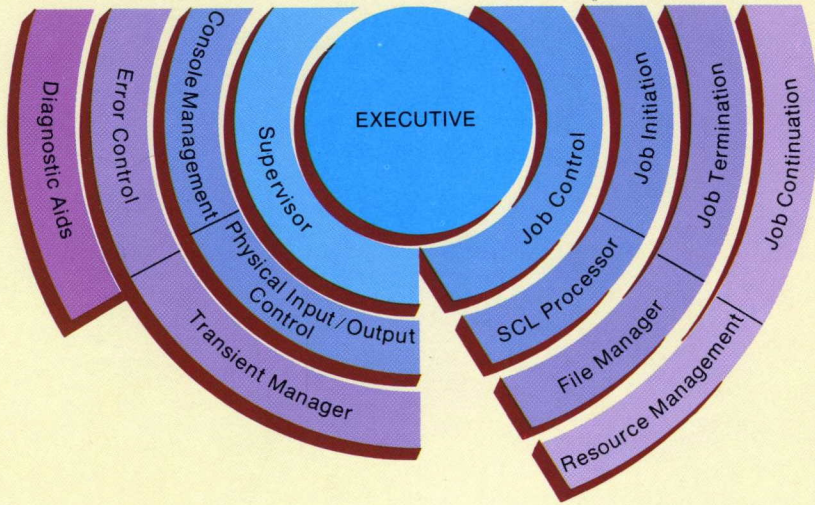 EXECUTIVE
Supervisor
Console Management
Physical Input/Output
Control
Error Control
Transient Manager
Diagnostic Aids
Job Control
Job Initiation
SCL Processor
Job Termination
File Manager
Job Continuation
Resource Management